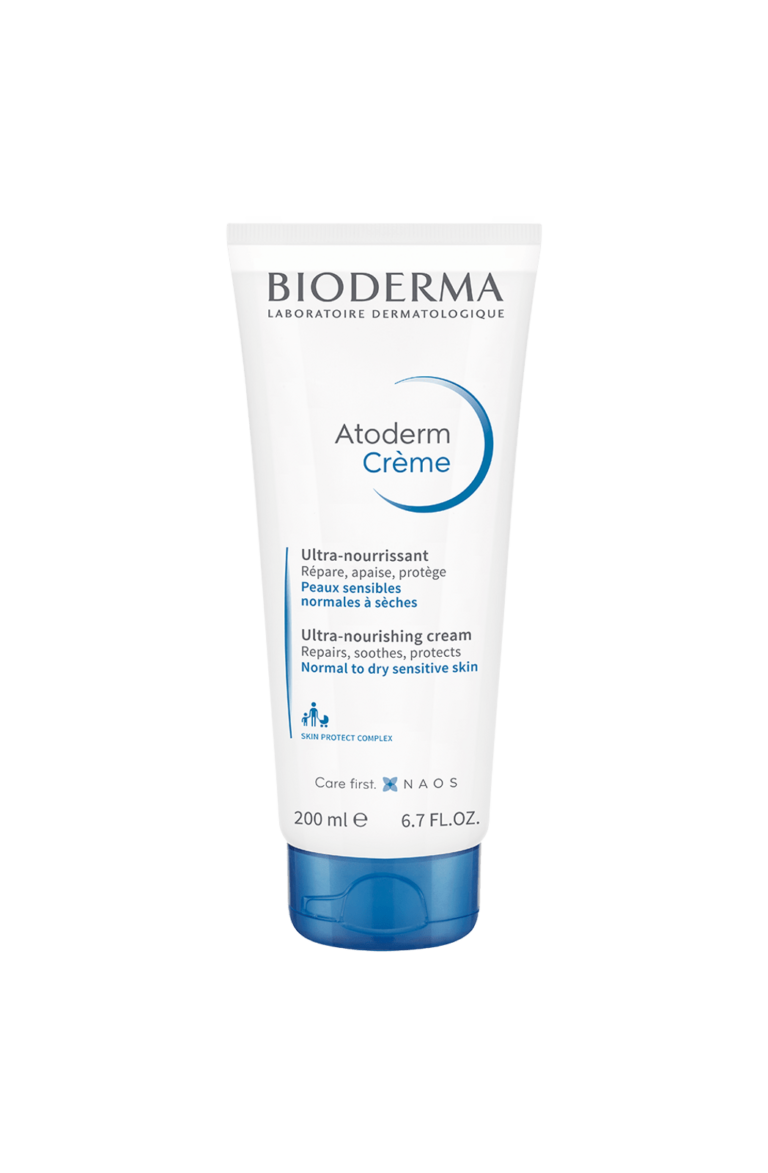 BIODERMA
LABORATOIRE DERMATOLOGIQUE
Atoderm
Crème
Ultra-nourrissant
Répare, apaise, protège
Peaux sensibles
normales à sèches
Ultra-nourishing cream
Repairs, soothes, protects
Normal to dry sensitive skin
SKIN PROTECT COMPLEX
Care first. NAOS
200 ml ℮ 6.7 FL.OZ.